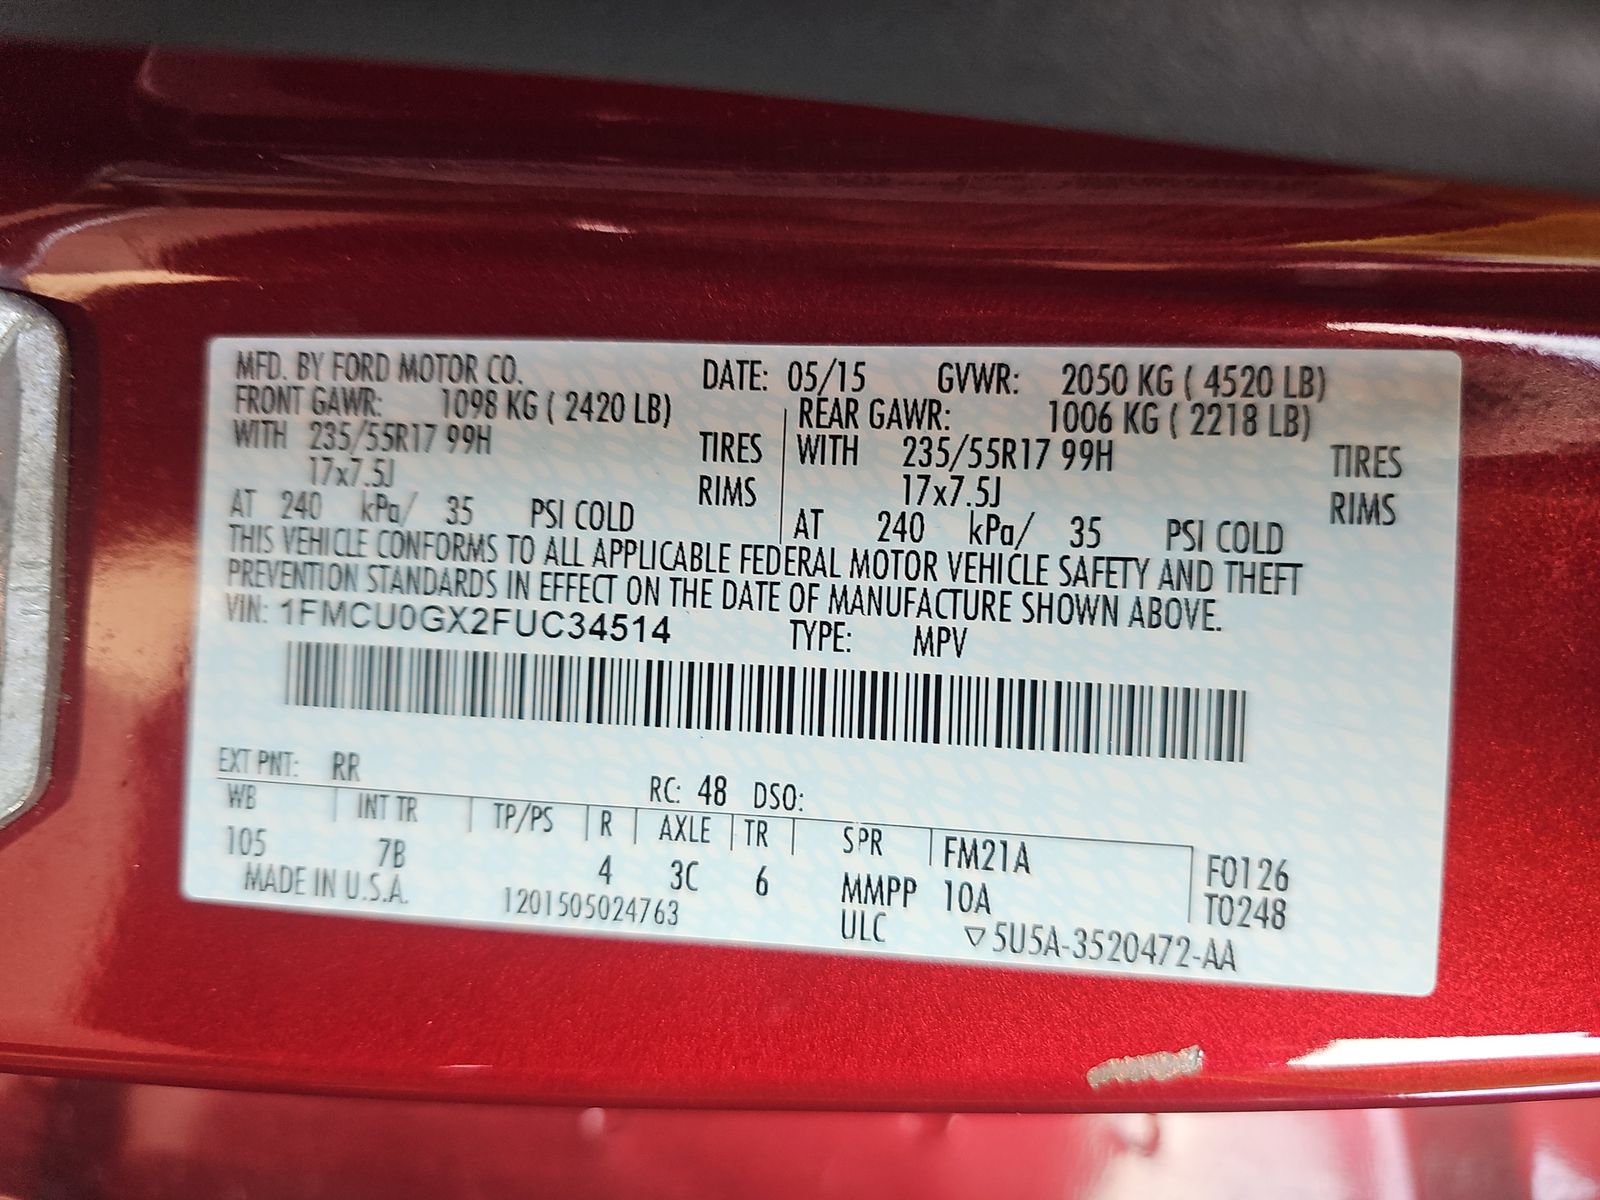 MFD. BY FORD MOTOR CO. DATE: 05/15 GVWR: 2050 KG ( 4520 LB)
FRONT GAWR: 1098 KG ( 2420 LB) REAR GAWR: 1006 KG ( 2218 LB)
WITH 235/55R17 99H TIRES WITH 235/55R17 99H TIRES
17x7.5J RIMS 17x7.5J RIMS
AT 240 kPa/ 35 PSI COLD AT 240 kPa/ 35 PSI COLD
THIS VEHICLE CONFORMS TO ALL APPLICABLE FEDERAL MOTOR VEHICLE SAFETY AND THEFT
PREVENTION STANDARDS IN EFFECT ON THE DATE OF MANUFACTURE SHOWN ABOVE.
VIN: 1FMCU0GX2FUC34514 TYPE: MPV
EXT PNT: RR RC: 48 DSO:
WB INT TR TP/PS R AXLE TR SPR FM21A F0126
105 7B 4 3C 6 MMPP 10A T0248
MADE IN U.S.A. 1201505024763 ULC ▽5U5A-3520472-AA